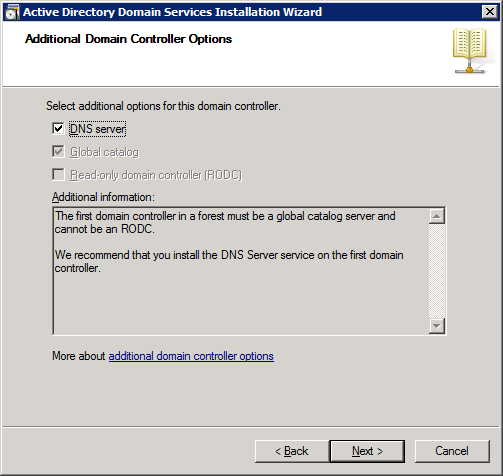 Active Directory Domain Services Installation Wizard
Additional Domain Controller Options
Select additional options for this domain controller.
DNS server
Global catalog
Read-only domain controller (RODC)
Additional information:
The first domain controller in a forest must be a global catalog server and
cannot be an RODC.
We recommend that you install the DNS Server service on the first domain
controller.
More about additional domain controller options
< Back
Next >
Cancel